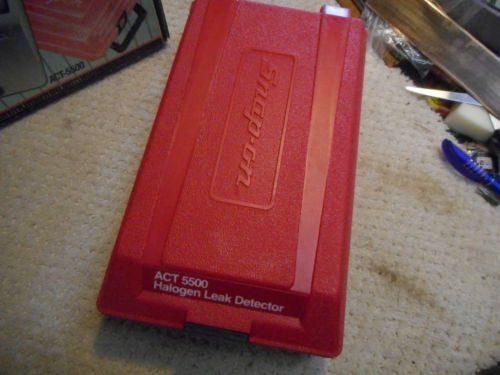 ACT-5500
Snap-on
ACT 5500
Halogen Leak Detector